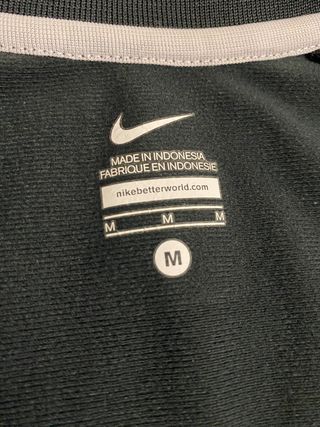 MADE IN INDONESIA
FABRIQUE EN INDONESIE
nikebetterworld.com
M M M
M